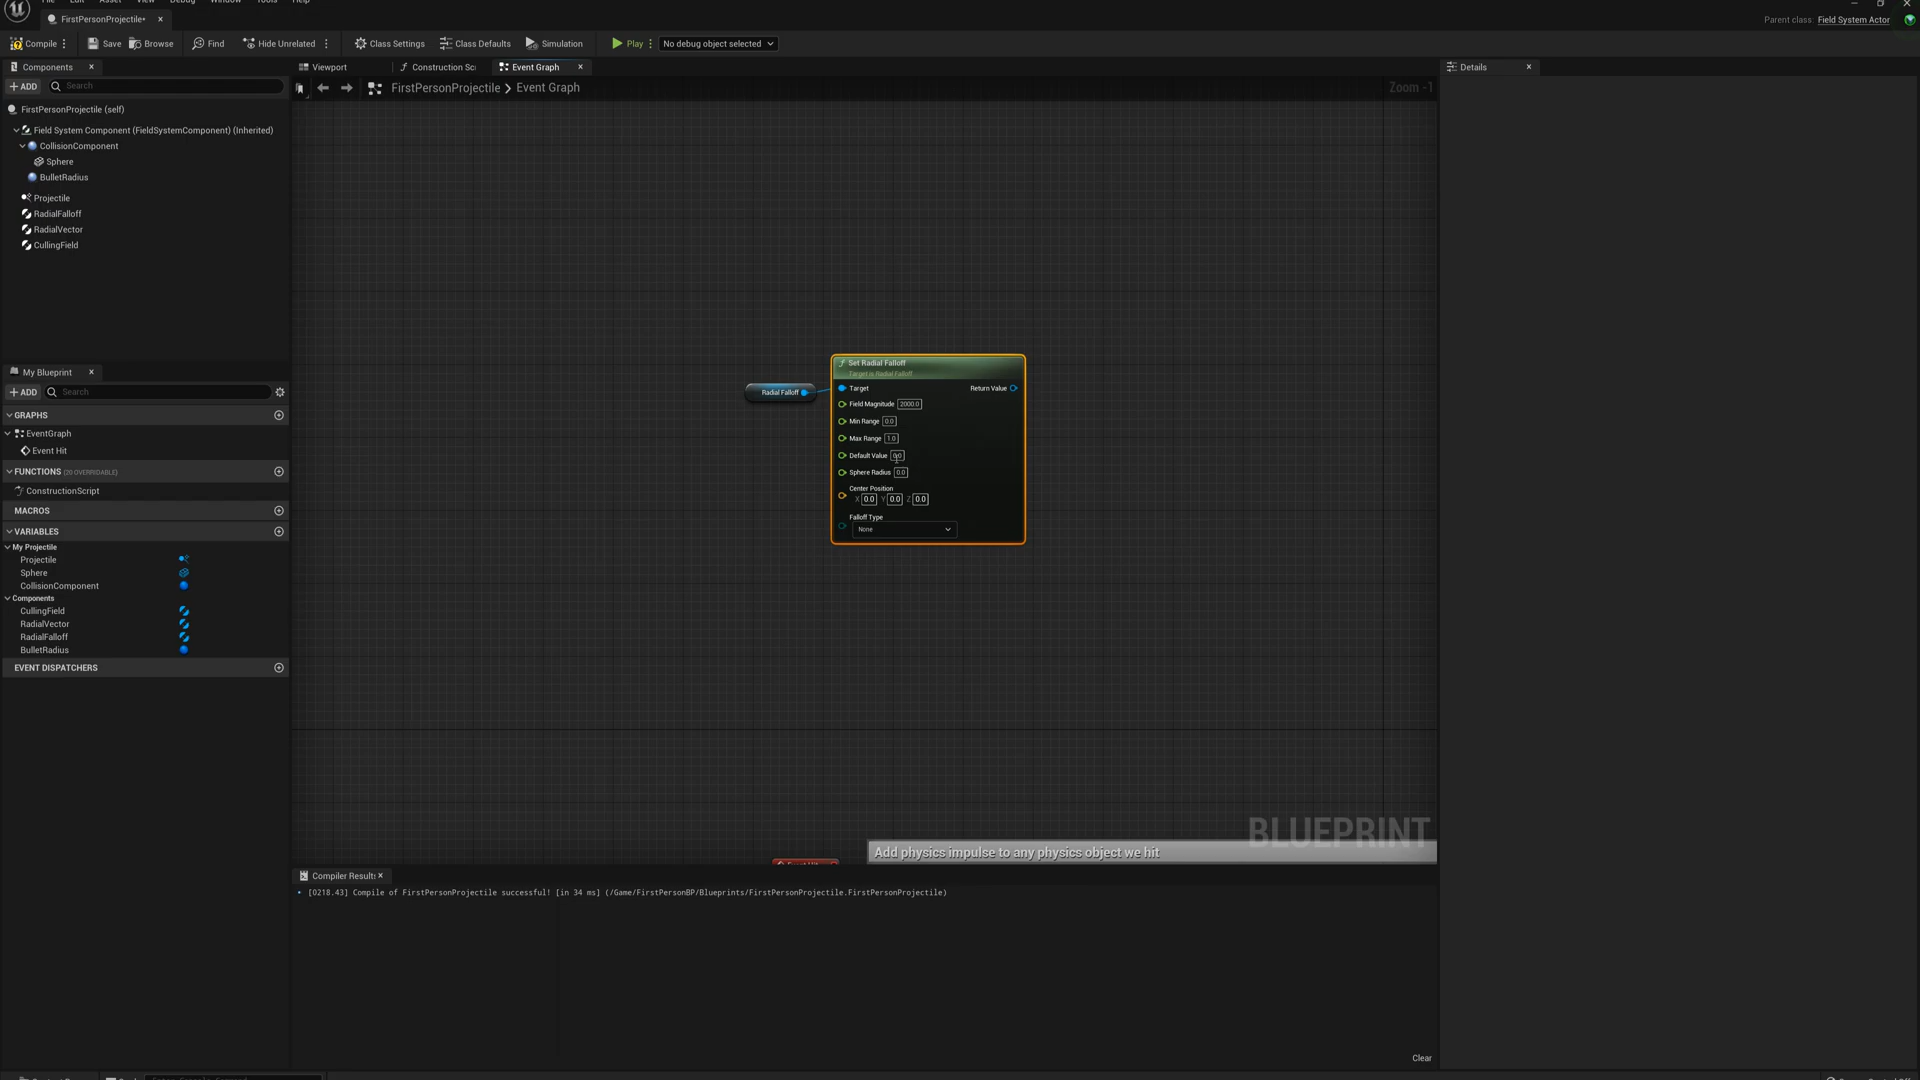 FirstPersonProjectile*
Parent class: Field System Actor
Compile
Save
Browse
Find
Hide Unrelated
Class Settings
Class Defaults
Simulation
Play
No debug object selected
Components
Viewport
Construction Sc
Event Graph
Details
ADD
Search
FirstPersonProjectile > Event Graph
Zoom -1
FirstPersonProjectile (self)
Field System Component (FieldSystemComponent) (Inherited)
CollisionComponent
Sphere
BulletRadius
Projectile
RadialFalloff
RadialVector
CullingField
My Blueprint
ADD
Search
GRAPHS
EventGraph
Event Hit
FUNCTIONS (20 OVERRIDABLE)
ConstructionScript
MACROS
VARIABLES
My Projectile
Projectile
Sphere
CollisionComponent
Components
CullingField
RadialVector
RadialFalloff
BulletRadius
EVENT DISPATCHERS
Radial Falloff
Set Radial Falloff
Target is Radial Falloff
Target
Return Value
Field Magnitude 2000.0
Min Range 0.0
Max Range 1.0
Default Value 0.0
Sphere Radius 0.0
Center Position
X 0.0 Y 0.0 Z 0.0
Falloff Type
None
BLUEPRINT
Add physics impulse to any physics object we hit
Compiler Results
[0218.43] Compile of FirstPersonProjectile successful! [in 34 ms] (/Game/FirstPersonBP/Blueprints/FirstPersonProjectile.FirstPersonProjectile)
Clear